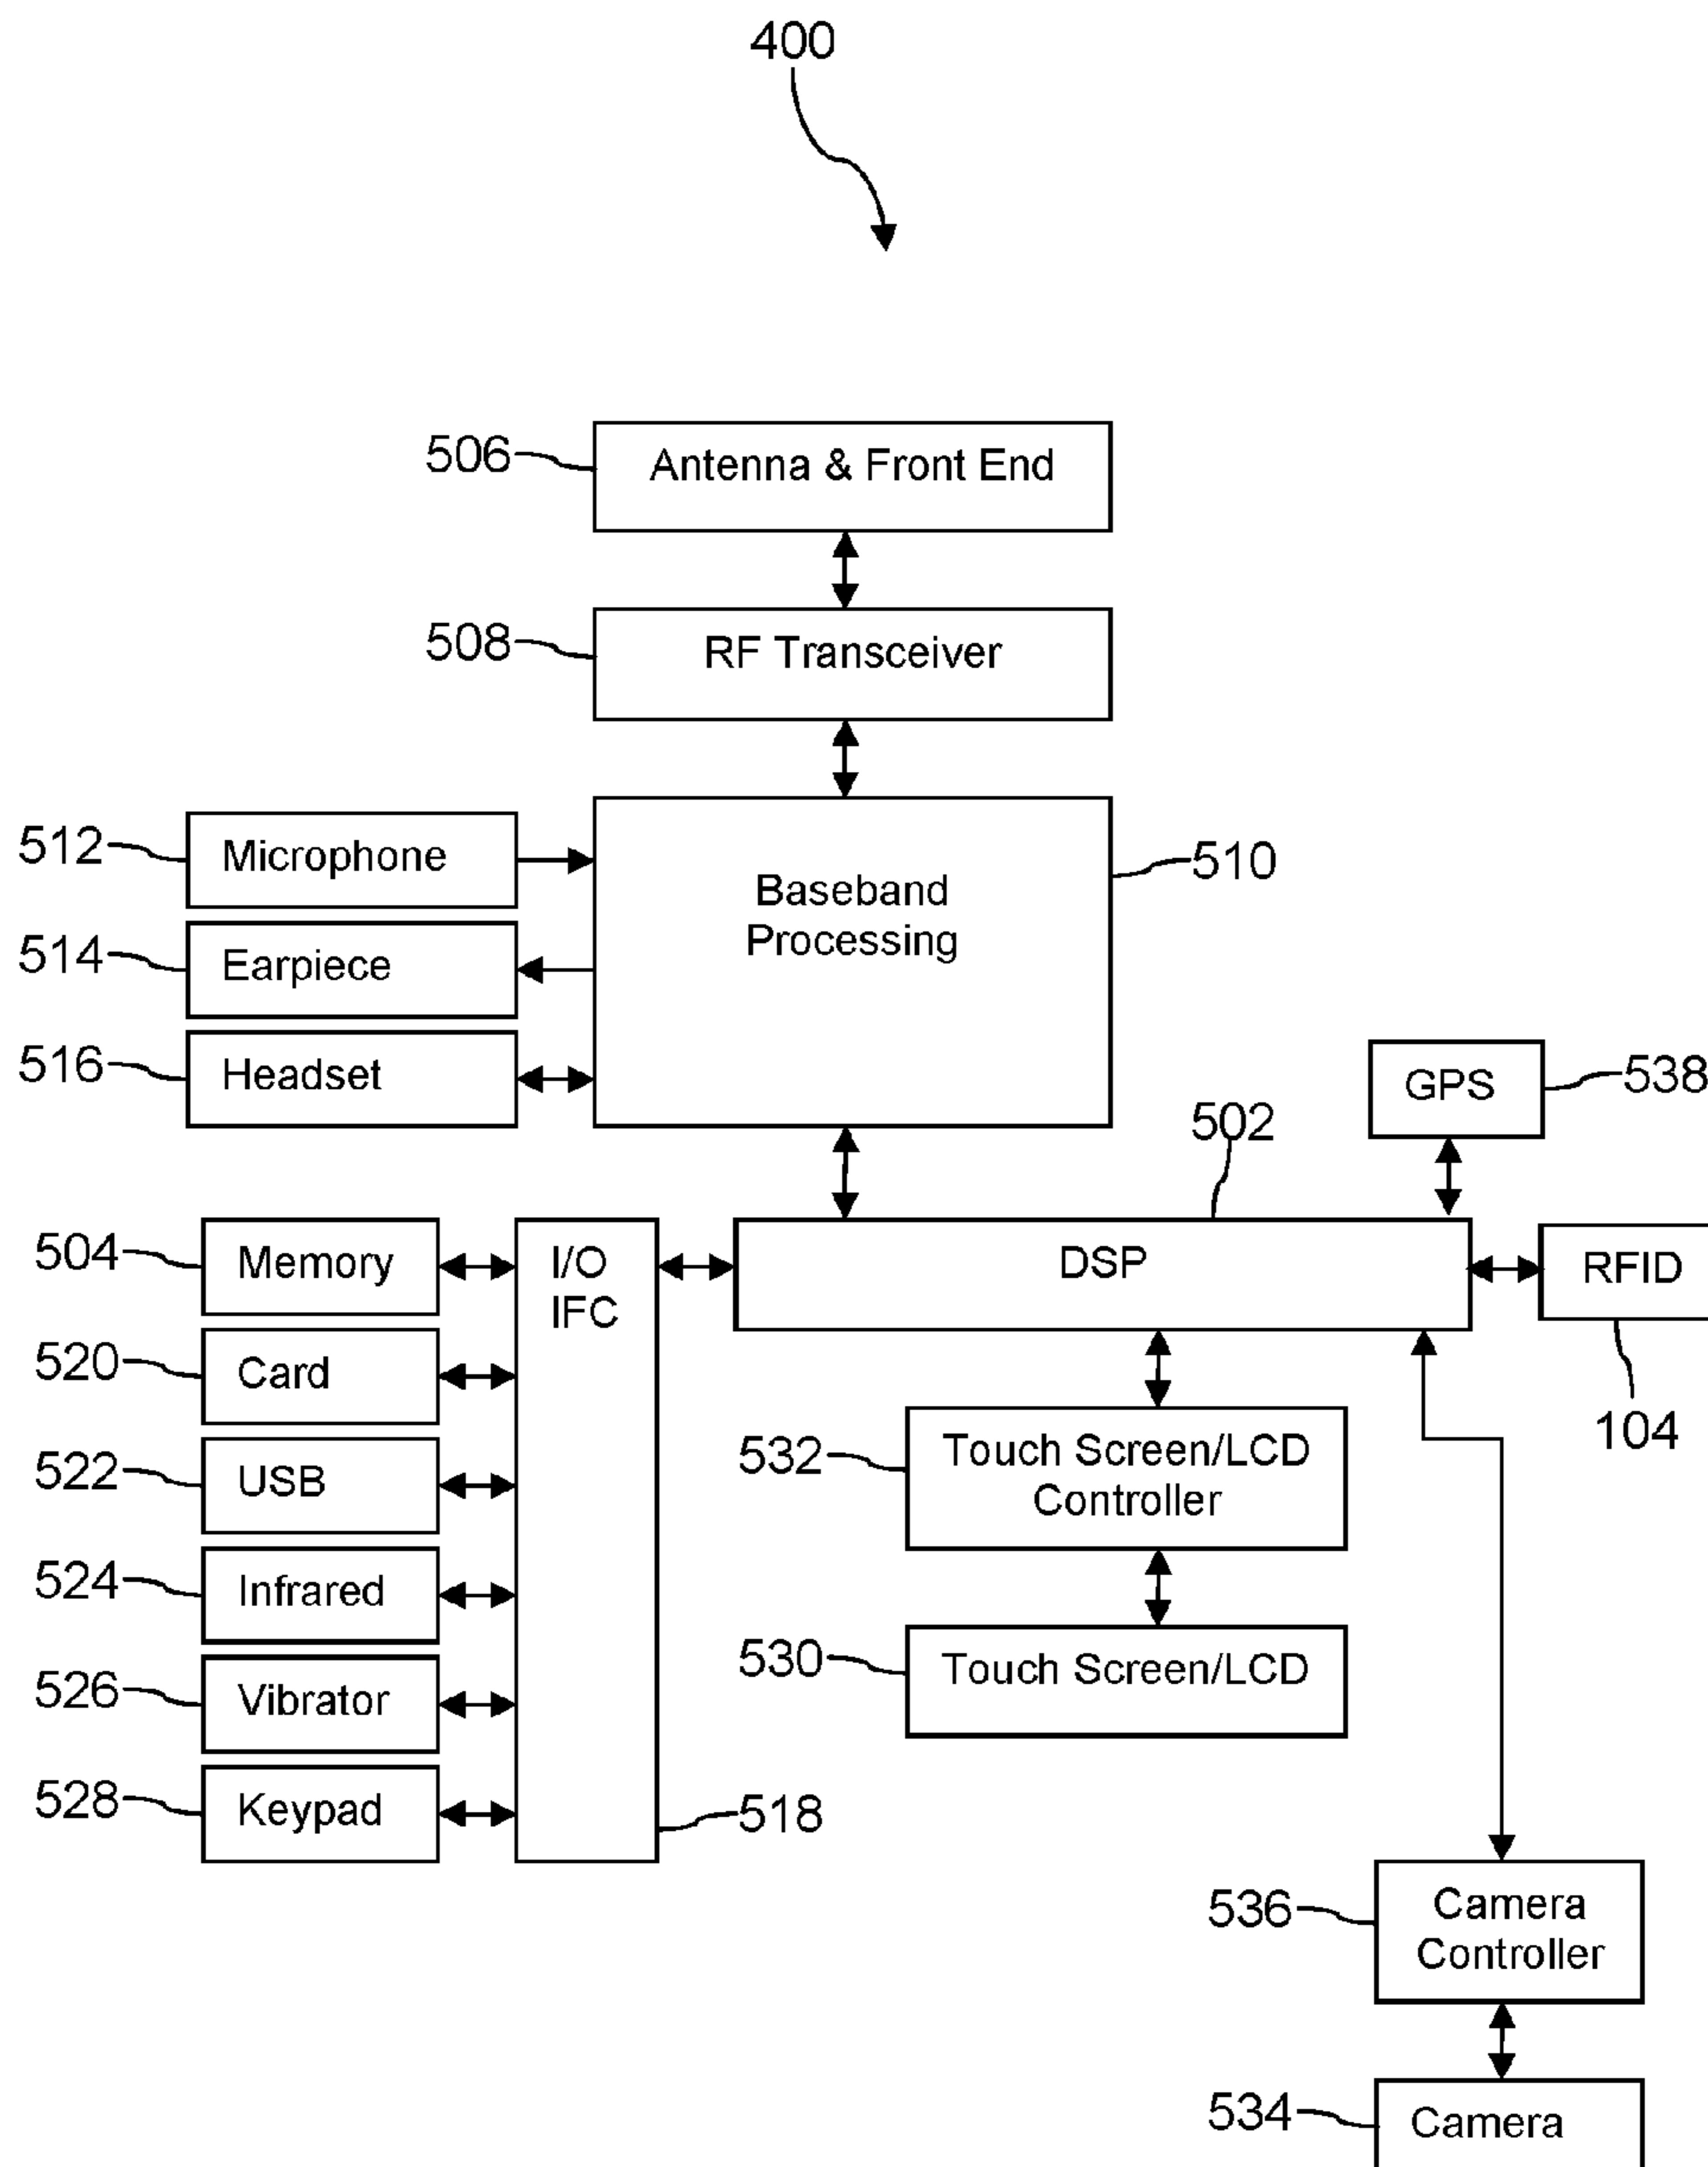 400
506
Antenna & Front End
508
RF Transceiver
512
Microphone
Baseband
Processing
510
514
Earpiece
516
Headset
GPS
538
502
504
Memory
I/O
IFC
DSP
RFID
104
520
Card
522
USB
532
Touch Screen/LCD
Controller
524
Infrared
530
Touch Screen/LCD
526
Vibrator
528
Keypad
518
536
Camera
Controller
534
Camera